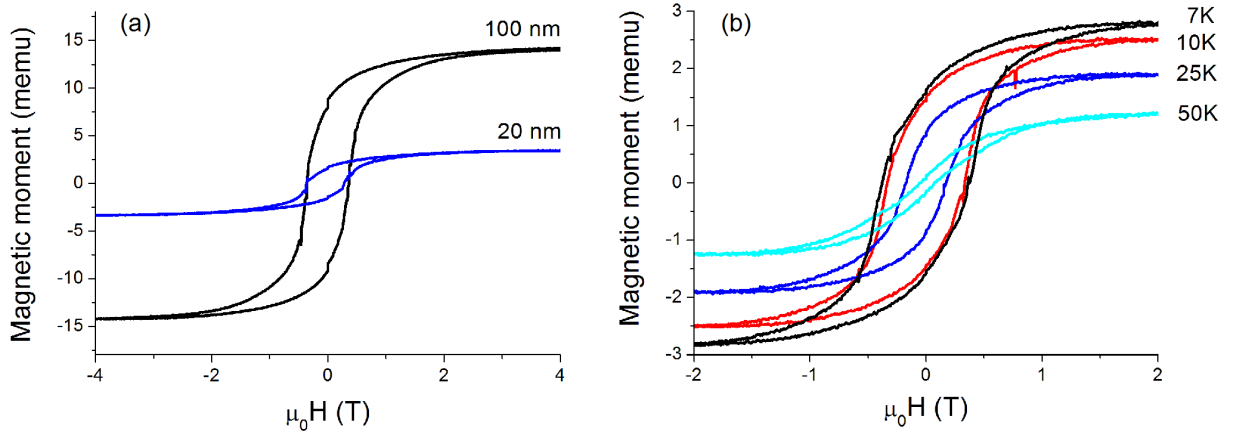 (a)
100 nm
20 nm
Magnetic moment (memu)
15
10
5
0
-5
-10
-15
-4
-2
0
2
4
μ₀H (T)
(b)
7K
10K
25K
50K
Magnetic moment (memu)
3
2
1
0
-1
-2
-3
-2
-1
0
1
2
μ₀H (T)